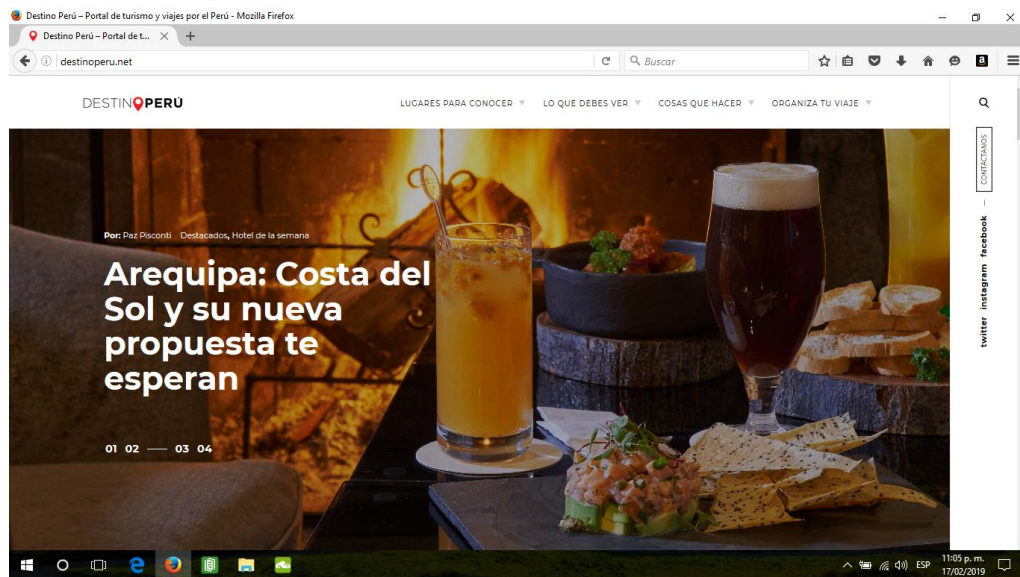 Destino Perú – Portal de turismo y viajes por el Perú - Mozilla Firefox
Destino Perú – Portal de t...
destinoperu.net
Buscar
DESTINOPERÚ
LUGARES PARA CONOCER
LO QUE DEBES VER
COSAS QUE HACER
ORGANIZA TU VIAJE
CONTÁCTANOS
twitter instagram facebook
Por: Paz Pisconti Destacados, Hotel de la semana
Arequipa: Costa del
Sol y su nueva
propuesta te
esperan
01 02 — 03 04
ESP
11:05 p. m.
17/02/2019